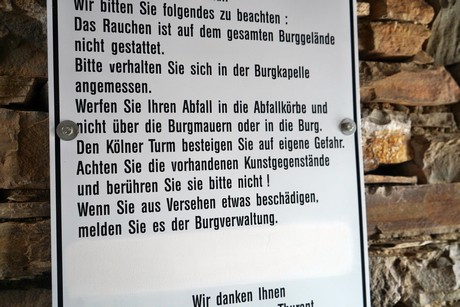 Wir bitten Sie folgendes zu beachten :
Das Rauchen ist auf dem gesamten Burggelände
nicht gestattet.
Bitte verhalten Sie sich in der Burgkapelle
angemessen.
Werfen Sie Ihren Abfall in die Abfallkörbe und
nicht über die Burgmauern oder in die Burg.
Den Kölner Turm besteigen Sie auf eigene Gefahr.
Achten Sie die vorhandenen Kunstgegenstände
und berühren Sie sie bitte nicht !
Wenn Sie aus Versehen etwas beschädigen,
melden Sie es der Burgverwaltung.
Wir danken Ihnen
Thurant